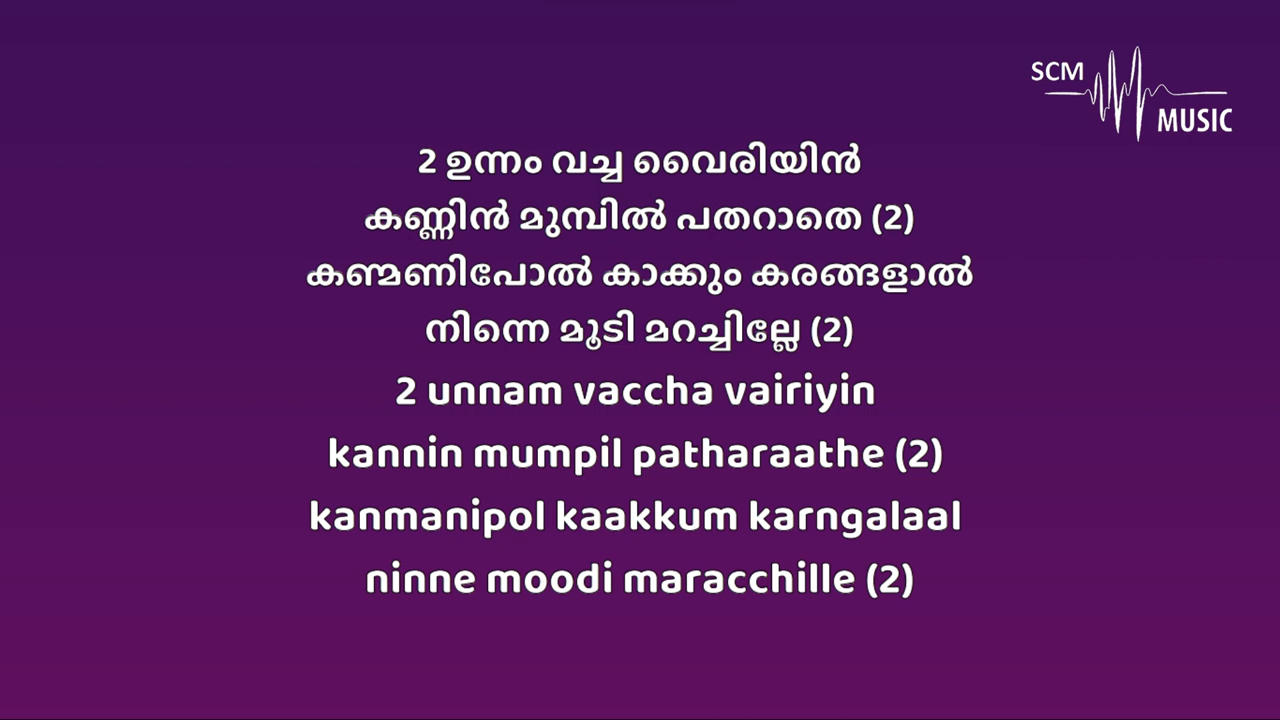 SCM
MUSIC
2 ഉന്നം വച്ച വൈരിയിൻ
കണ്ണിൻ മുമ്പിൽ പതറാതെ (2)
കണ്മണിപോൽ കാക്കും കരങ്ങളാൽ
നിന്നെ മൂടി മറച്ചില്ലേ (2)
2 unnam vaccha vairiyin
kannin mumpil patharaathe (2)
kanmanipol kaakkum karngalaal
ninne moodi maracchille (2)